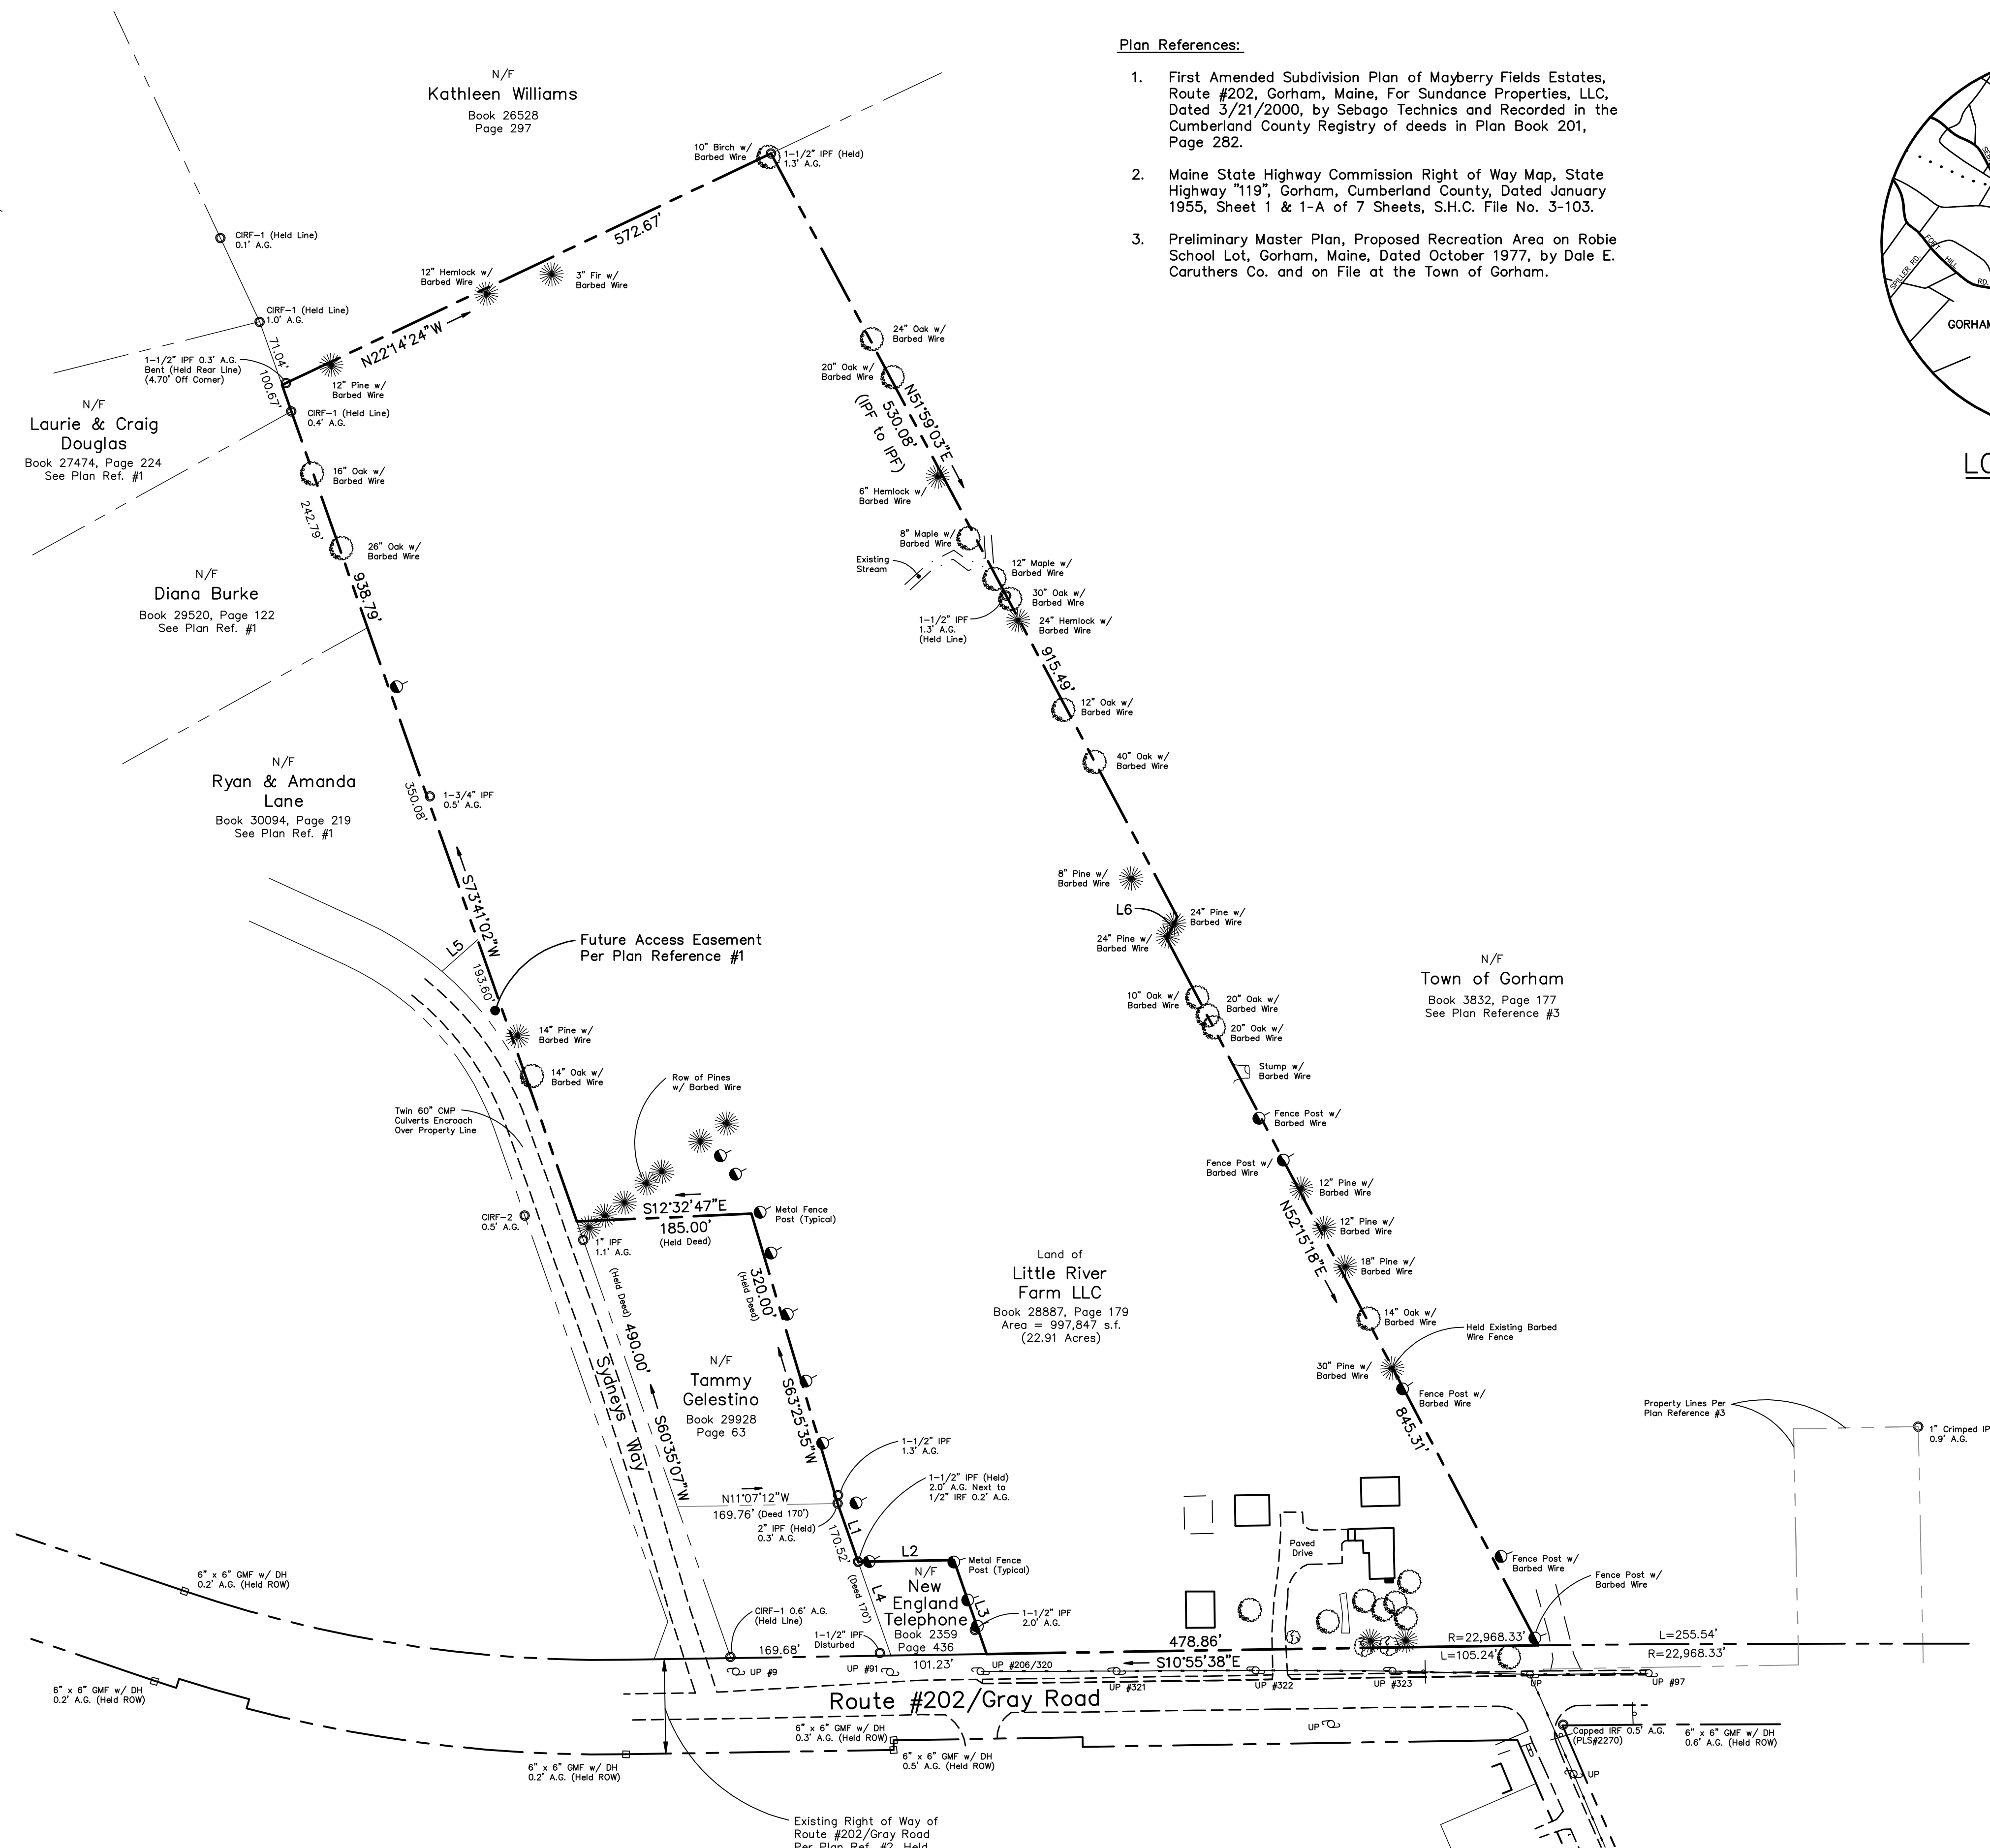 Plan References:
1. First Amended Subdivision Plan of Mayberry Fields Estates,
Route #202, Gorham, Maine, For Sundance Properties, LLC,
Dated 3/21/2000, by Sebago Technics and Recorded in the
Cumberland County Registry of deeds in Plan Book 201,
Page 282.
2. Maine State Highway Commission Right of Way Map, State
Highway "119", Gorham, Cumberland County, Dated January
1955, Sheet 1 & 1-A of 7 Sheets, S.H.C. File No. 3-103.
3. Preliminary Master Plan, Proposed Recreation Area on Robie
School Lot, Gorham, Maine, Dated October 1977, by Dale E.
Caruthers Co. and on File at the Town of Gorham.
SPILLER RD.
FORT
HILL
RD.
GORHAM
LO
N/F
Kathleen Williams
Book 26528
Page 297
10" Birch w/
Barbed Wire
1-1/2" IPF (Held)
1.3' A.G.
CIRF-1 (Held Line)
0.1' A.G.
572.67'
12" Hemlock w/
Barbed Wire
3" Fir w/
Barbed Wire
CIRF-1 (Held Line)
1.0' A.G.
N22°14'24"W
71.04'
1-1/2" IPF 0.3' A.G.
Bent (Held Rear Line)
(4.70' Off Corner)
100.67'
12" Pine w/
Barbed Wire
CIRF-1 (Held Line)
0.4' A.G.
24" Oak w/
Barbed Wire
20" Oak w/
Barbed Wire
N51°59'03"E
530.08'
(IPF to IPF)
N/F
Laurie & Craig
Douglas
Book 27474, Page 224
See Plan Ref. #1
16" Oak w/
Barbed Wire
242.79'
6" Hemlock w/
Barbed Wire
26" Oak w/
Barbed Wire
8" Maple w/
Barbed Wire
Existing
Stream
12" Maple w/
Barbed Wire
30" Oak w/
Barbed Wire
1-1/2" IPF
1.3' A.G.
(Held Line)
24" Hemlock w/
Barbed Wire
938.79'
N/F
Diana Burke
Book 29520, Page 122
See Plan Ref. #1
915.49'
12" Oak w/
Barbed Wire
40" Oak w/
Barbed Wire
N/F
Ryan & Amanda
Lane
Book 30094, Page 219
See Plan Ref. #1
350.08'
1-3/4" IPF
0.5' A.G.
8" Pine w/
Barbed Wire
L6
24" Pine w/
Barbed Wire
24" Pine w/
Barbed Wire
S73°41'02"W
L5
193.60'
Future Access Easement
Per Plan Reference #1
N/F
Town of Gorham
Book 3832, Page 177
See Plan Reference #3
10" Oak w/
Barbed Wire
20" Oak w/
Barbed Wire
20" Oak w/
Barbed Wire
14" Pine w/
Barbed Wire
14" Oak w/
Barbed Wire
Row of Pines
w/ Barbed Wire
Stump w/
Barbed Wire
Twin 60" CMP
Culverts Encroach
Over Property Line
Fence Post w/
Barbed Wire
Fence Post w/
Barbed Wire
12" Pine w/
Barbed Wire
S12°32'47"E
185.00'
(Held Deed)
Metal Fence
Post (Typical)
CIRF-2
0.5' A.G.
1" IPF
1.1' A.G.
12" Pine w/
Barbed Wire
N52°15'18"E
18" Pine w/
Barbed Wire
320.00'
(Held Deed)
Land of
Little River
Farm LLC
Book 28887, Page 179
Area = 997,847 s.f.
(22.91 Acres)
14" Oak w/
Barbed Wire
Held Existing Barbed
Wire Fence
(Held Deed) 490.00'
Sydneys Way
N/F
Tammy
Gelestino
Book 29928
Page 63
S60°35'07"W
S63°25'35"W
30" Pine w/
Barbed Wire
Fence Post w/
Barbed Wire
845.31'
Property Lines Per
Plan Reference #3
1" Crimped IP
0.9' A.G.
1-1/2" IPF
1.3' A.G.
1-1/2" IPF (Held)
2.0' A.G. Next to
1/2" IRF 0.2' A.G.
N11°07'12"W
169.76' (Deed 170')
2" IPF (Held)
0.3' A.G.
L1
170.52'
(Deed 170')
L2
L4
L3
Metal Fence
Post (Typical)
N/F
New
England
Telephone
Book 2359
Page 436
1-1/2" IPF
2.0' A.G.
Paved
Drive
Fence Post w/
Barbed Wire
Fence Post w/
Barbed Wire
6" x 6" GMF w/ DH
0.2' A.G. (Held ROW)
CIRF-1 0.6' A.G.
(Held Line)
1-1/2" IPF
Disturbed
169.68'
101.23'
478.86'
S10°55'38"E
R=22,968.33'
L=105.24'
L=255.54'
R=22,968.33'
UP #9
UP #91
UP #206/320
UP #321
UP #322
UP #323
UP
UP #97
Route #202/Gray Road
6" x 6" GMF w/ DH
0.2' A.G. (Held ROW)
6" x 6" GMF w/ DH
0.3' A.G. (Held ROW)
UP
Capped IRF 0.5' A.G.
(PLS#2270)
6" x 6" GMF w/ DH
0.6' A.G. (Held ROW)
6" x 6" GMF w/ DH
0.2' A.G. (Held ROW)
6" x 6" GMF w/ DH
0.5' A.G. (Held ROW)
UP
Existing Right of Way of
Route #202/Gray Road
Per Plan Ref. #2, Held